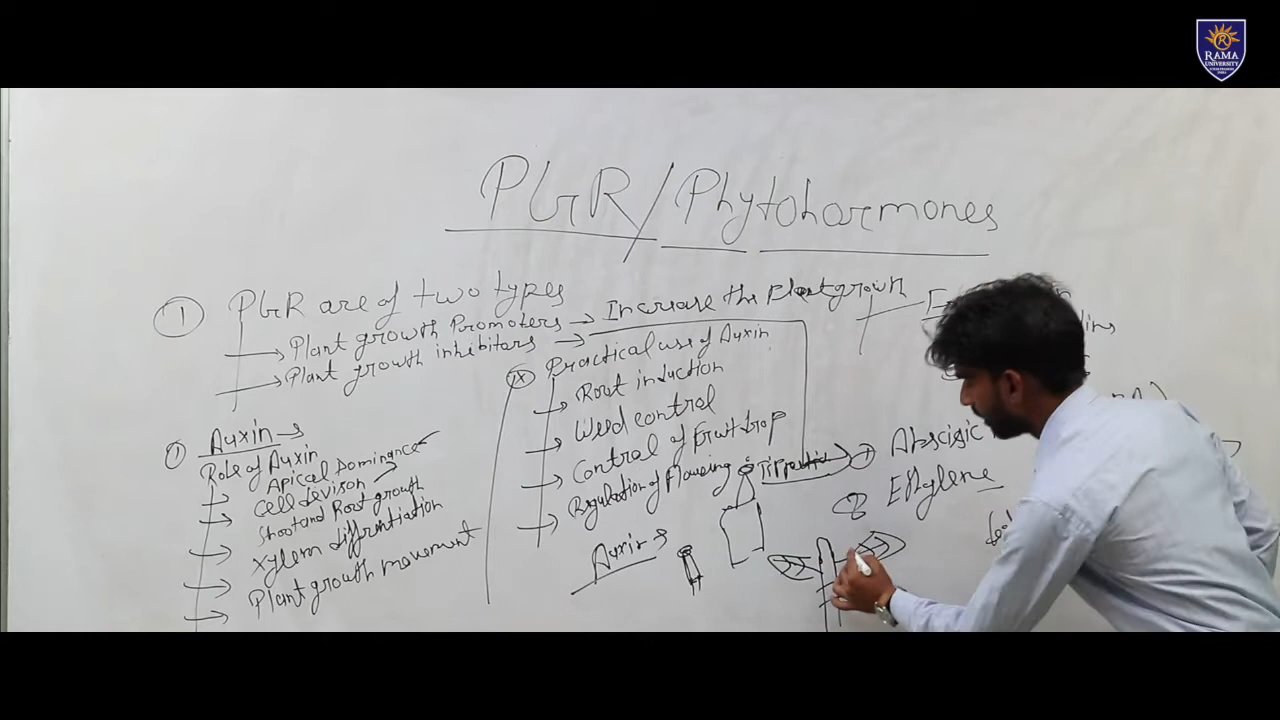 RAMA
UNIVERSITY
PGR/Phytohormones
① PGR are of two types
→ Plant growth Promoters → Increase the Plant growth
→ Plant growth inhibitors →
① Auxin →
Role of Auxin
→ Apical Dominance
→ Cell devison
Shoot and Root growth
→ Xylem diffrentiation
→ Plant growth movement
→
(IX) Practical use of Auxin
→ Root induction
→ Weed control
→ Control of Fruit drop
→ Regulation of Flowering
Auxin →
→ Abscisic
Ethylene